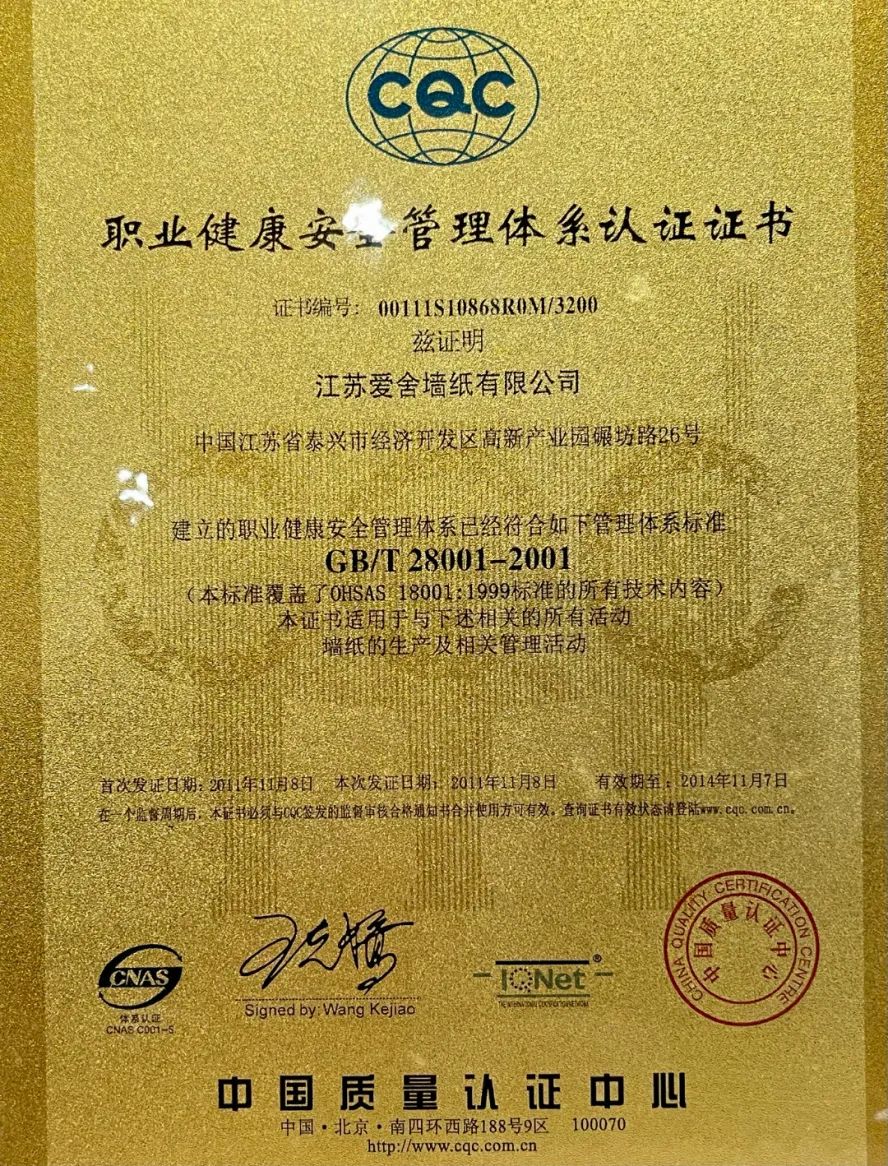 CQC
职业健康安全管理体系认证证书
证书编号: 00111S10868R0M/3200
兹证明
江苏爱舍墙纸有限公司
中国江苏省泰兴市经济开发区高新产业园碾坊路26号
建立的职业健康安全管理体系已经符合如下管理体系标准
GB/T 28001-2001
(本标准覆盖了OHSAS 18001:1999标准的所有技术内容)
本证书适用于与下述相关的所有活动
墙纸的生产及相关管理活动
首次发证日期: 2011年11月8日 本次发证日期: 2011年11月8日 有效期至: 2014年11月7日
在一个监督周期后, 本证书必须与CQC签发的监督审核合格通知书合并使用方可有效。查询证书有效状态请登陆www.cqc.com.cn。
CHINA QUALITY CERTIFICATION CENTRE
中国质量认证中心
CNAS
体系认证
CNAS C001-S
王克娇
Signed by: Wang Kejiao
IQNet®
THE INTERNATIONAL CERTIFICATION NETWORK
中国质量认证中心
中国·北京·南四环西路188号9区 100070
http://www.cqc.com.cn